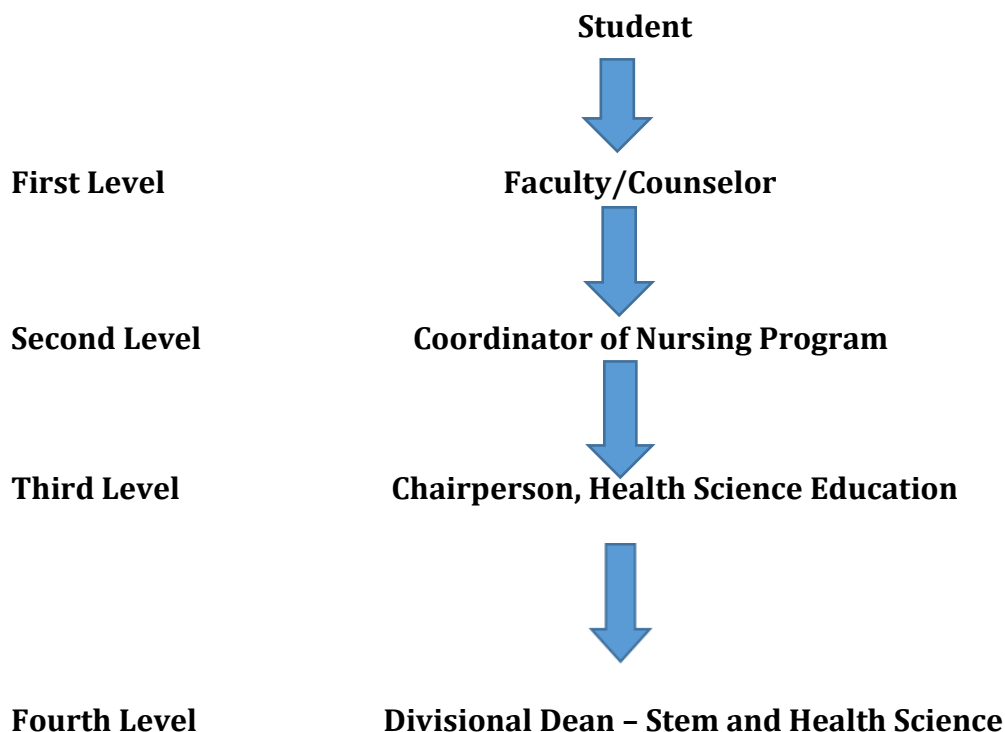 Student
First Level Faculty/Counselor
Second Level Coordinator of Nursing Program
Third Level Chairperson, Health Science Education
Fourth Level Divisional Dean – Stem and Health Science